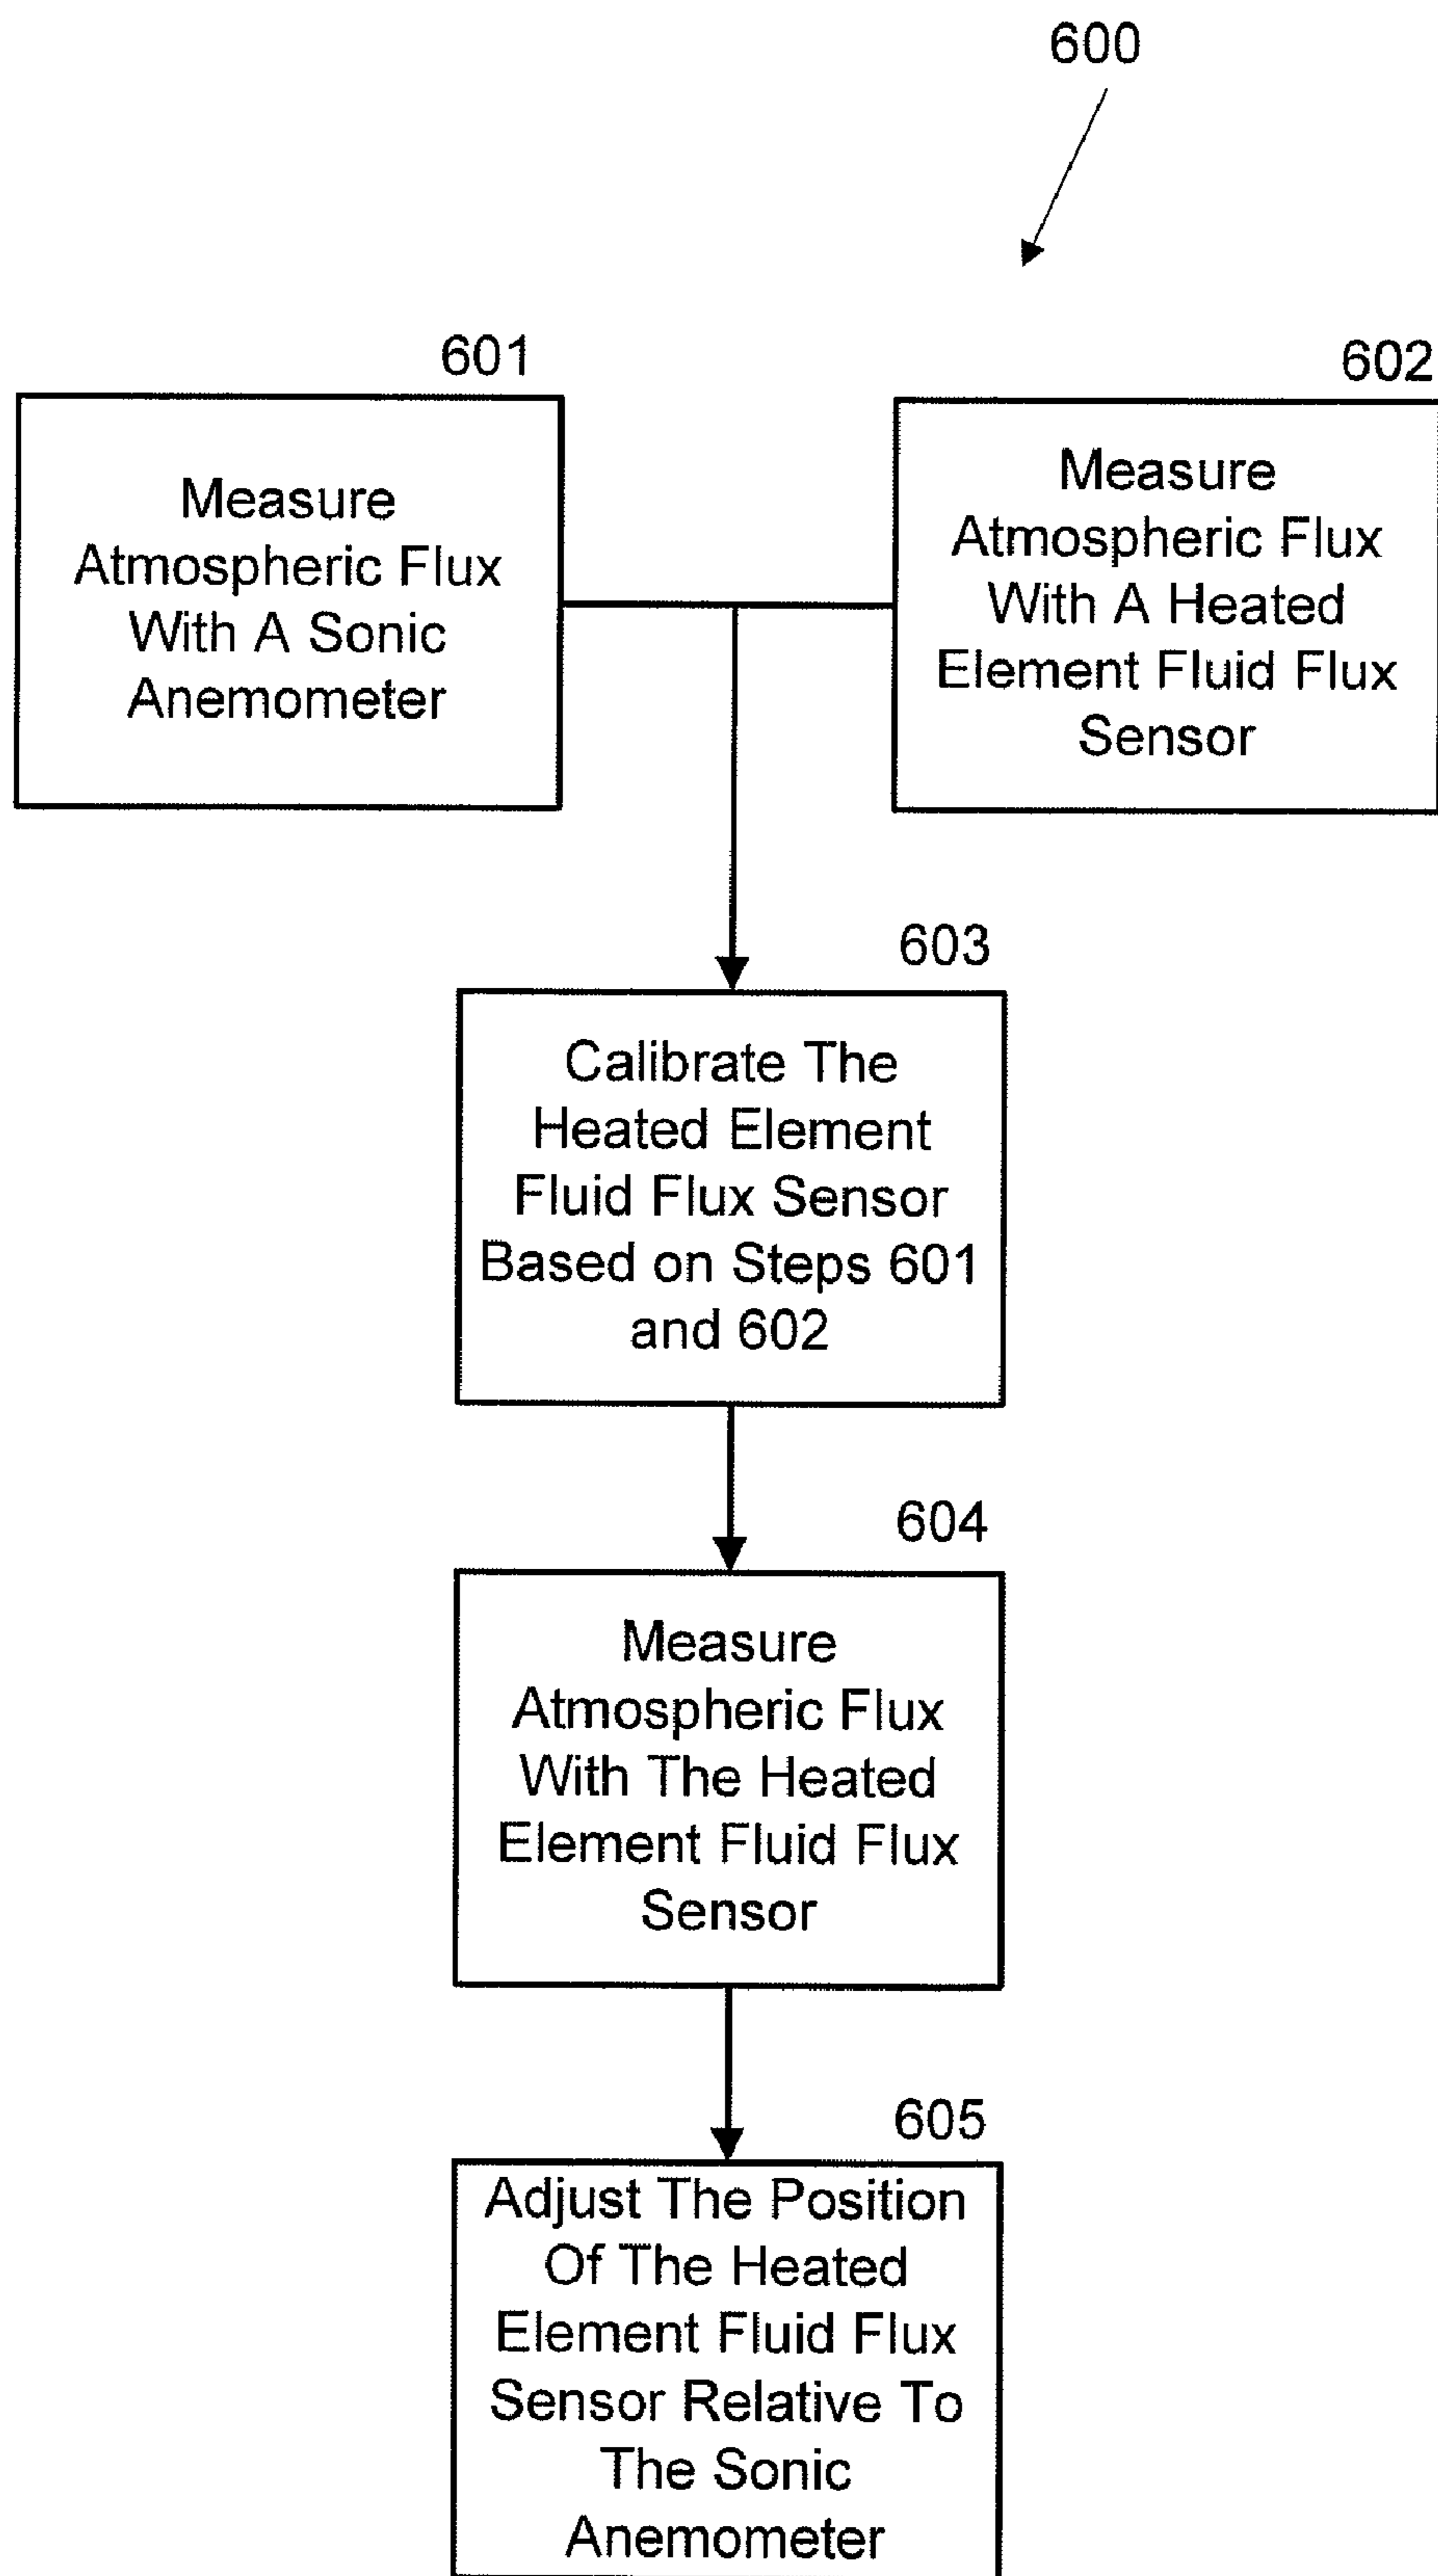 600
601
Measure
Atmospheric Flux
With A Sonic
Anemometer
602
Measure
Atmospheric Flux
With A Heated
Element Fluid Flux
Sensor
603
Calibrate The
Heated Element
Fluid Flux Sensor
Based on Steps 601
and 602
604
Measure
Atmospheric Flux
With The Heated
Element Fluid Flux
Sensor
605
Adjust The Position
Of The Heated
Element Fluid Flux
Sensor Relative To
The Sonic
Anemometer